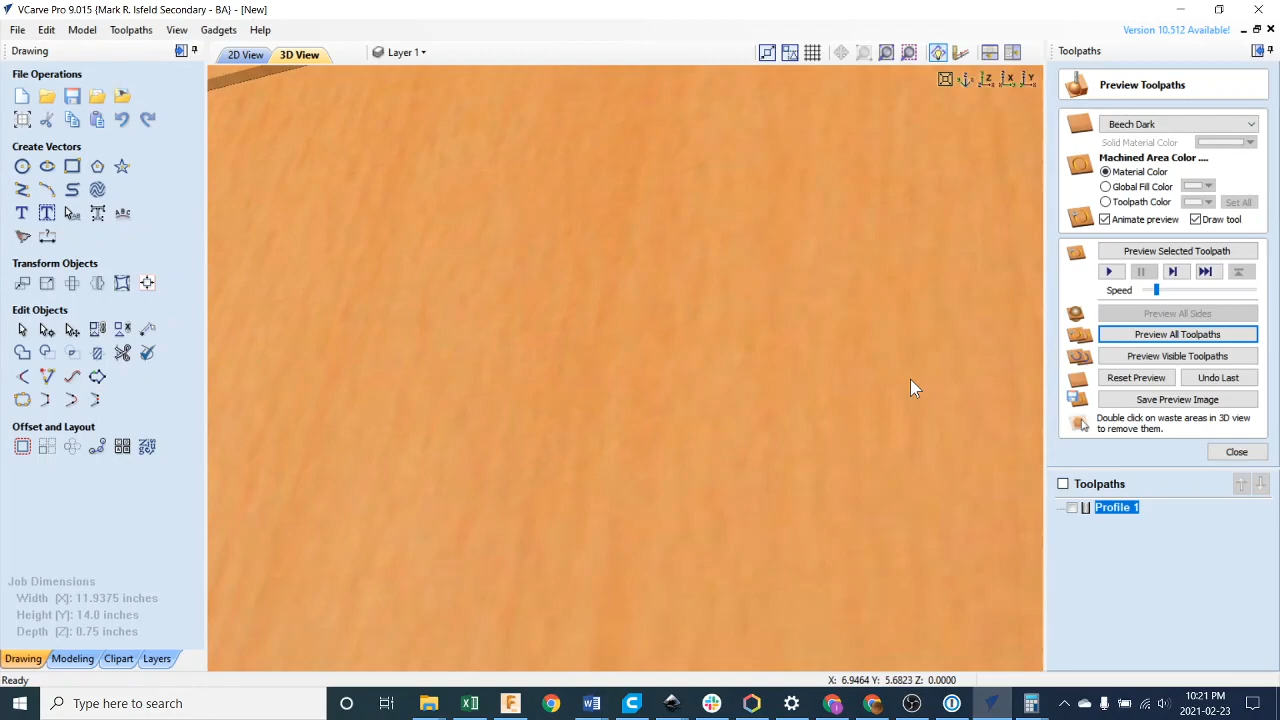 VCarve Pro 9.015 {Mark R. Isfeld Secondary - BA} - [New]
File Edit Model Toolpaths View Gadgets Help
Version 10.512 Available!
Drawing
2D View 3D View
Layer 1
Toolpaths
File Operations
Create Vectors
Transform Objects
Edit Objects
Offset and Layout
Job Dimensions
Width (X): 11.9375 inches
Height (Y): 14.0 inches
Depth (Z): 0.75 inches
Drawing Modeling Clipart Layers
Z X Y
Preview Toolpaths
Beech Dark
Solid Material Color
Machined Area Color ....
Material Color
Global Fill Color
Toolpath Color Set All
Animate preview Draw tool
Preview Selected Toolpath
Speed
Preview All Sides
Preview All Toolpaths
Preview Visible Toolpaths
Reset Preview Undo Last
Save Preview Image
Double click on waste areas in 3D view
to remove them.
Close
Toolpaths
Profile 1
Ready
X: 6.9464 Y: 5.6823 Z: 0.0000
Type here to search
10:21 PM
2021-02-23